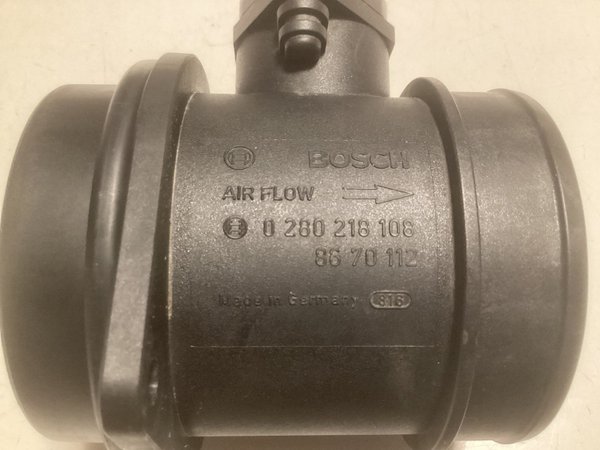 BOSCH
AIR FLOW
0 280 218 108
86 70 112
Made in Germany 816